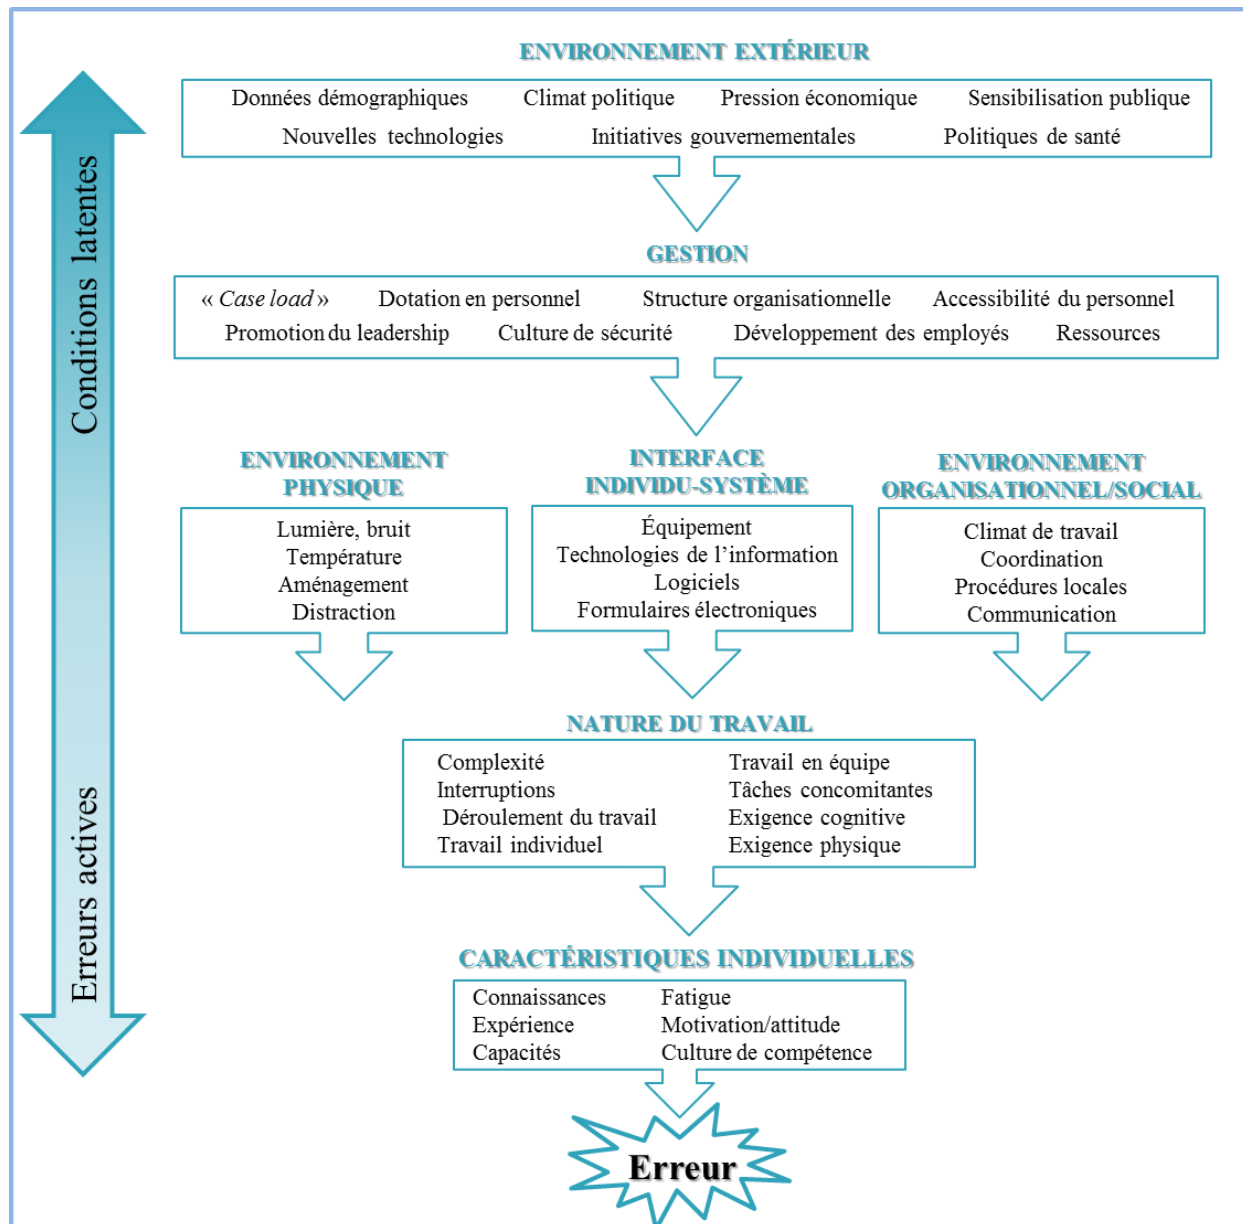 ENVIRONNEMENT EXTÉRIEUR
Données démographiques Climat politique Pression économique Sensibilisation publique
Nouvelles technologies Initiatives gouvernementales Politiques de santé
GESTION
« Case load » Dotation en personnel Structure organisationnelle Accessibilité du personnel
Promotion du leadership Culture de sécurité Développement des employés Ressources
ENVIRONNEMENT
PHYSIQUE
Lumière, bruit
Température
Aménagement
Distraction
INTERFACE
INDIVIDU-SYSTÈME
Équipement
Technologies de l’information
Logiciels
Formulaires électroniques
ENVIRONNEMENT
ORGANISATIONNEL/SOCIAL
Climat de travail
Coordination
Procédures locales
Communication
NATURE DU TRAVAIL
Complexité
Interruptions
Déroulement du travail
Travail individuel
Travail en équipe
Tâches concomitantes
Exigence cognitive
Exigence physique
CARACTÉRISTIQUES INDIVIDUELLES
Connaissances
Expérience
Capacités
Fatigue
Motivation/attitude
Culture de compétence
Erreur
Conditions latentes
Erreurs actives